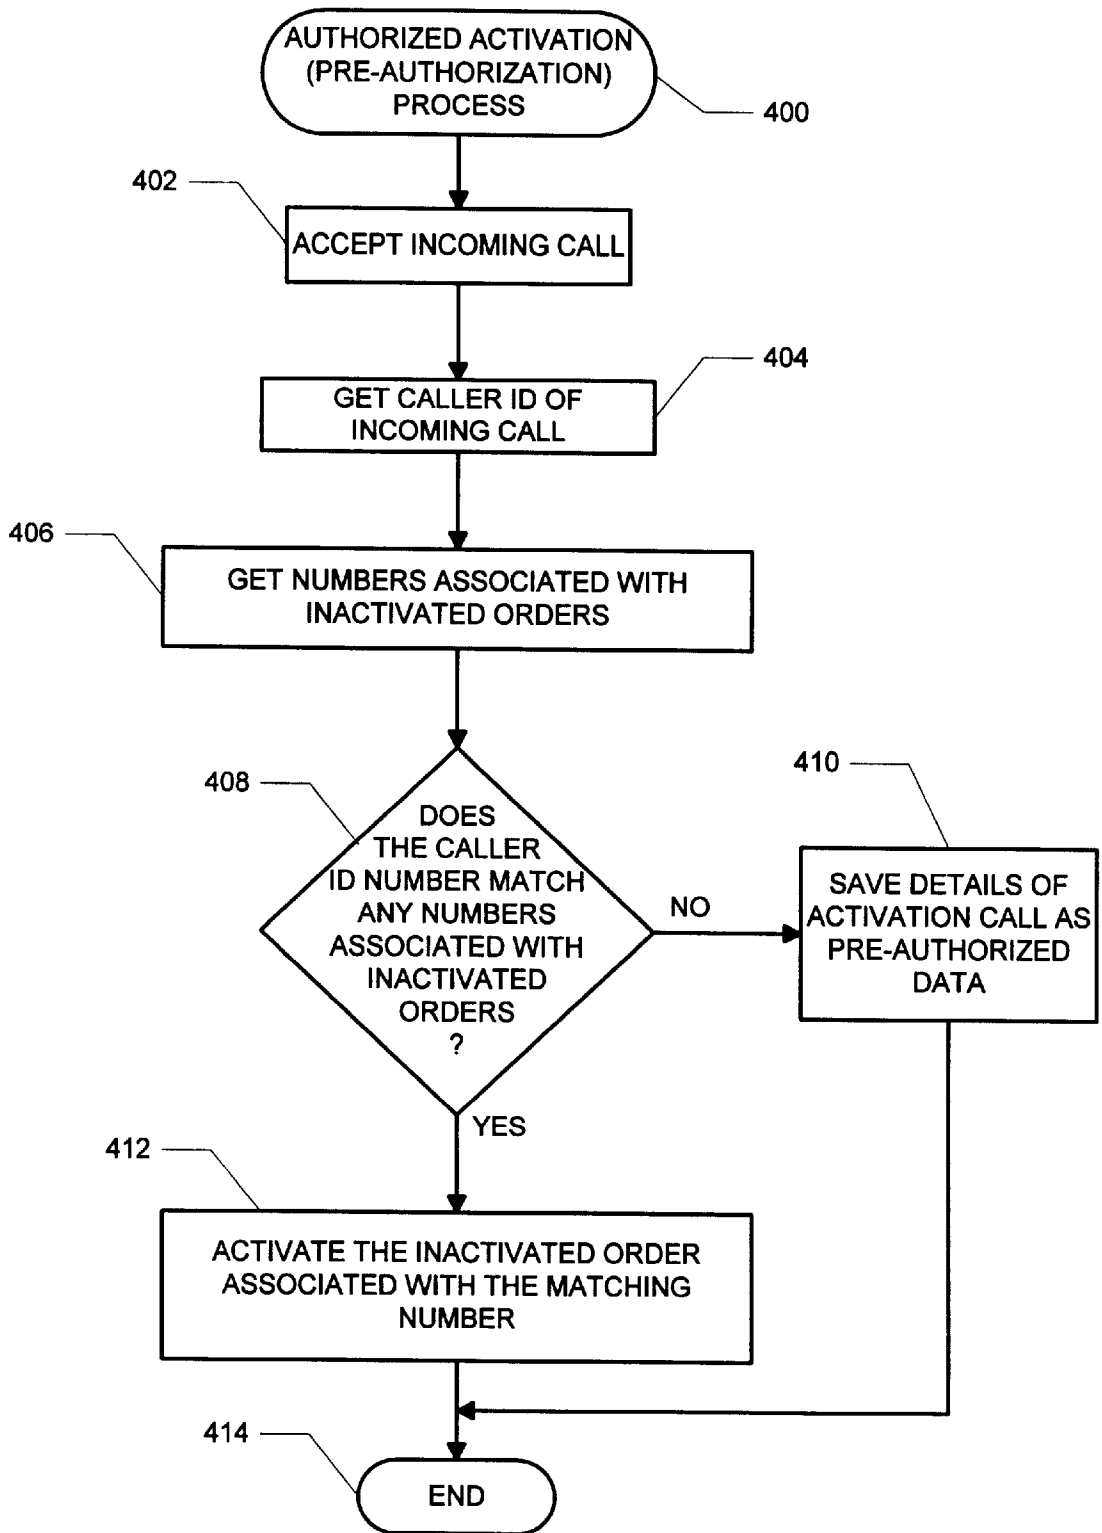 AUTHORIZED ACTIVATION
(PRE-AUTHORIZATION)
PROCESS
400
402
ACCEPT INCOMING CALL
404
GET CALLER ID OF
INCOMING CALL
406
GET NUMBERS ASSOCIATED WITH
INACTIVATED ORDERS
408
DOES
THE CALLER
ID NUMBER MATCH
ANY NUMBERS
ASSOCIATED WITH
INACTIVATED
ORDERS
?
NO
410
SAVE DETAILS OF
ACTIVATION CALL AS
PRE-AUTHORIZED
DATA
YES
412
ACTIVATE THE INACTIVATED ORDER
ASSOCIATED WITH THE MATCHING
NUMBER
414
END